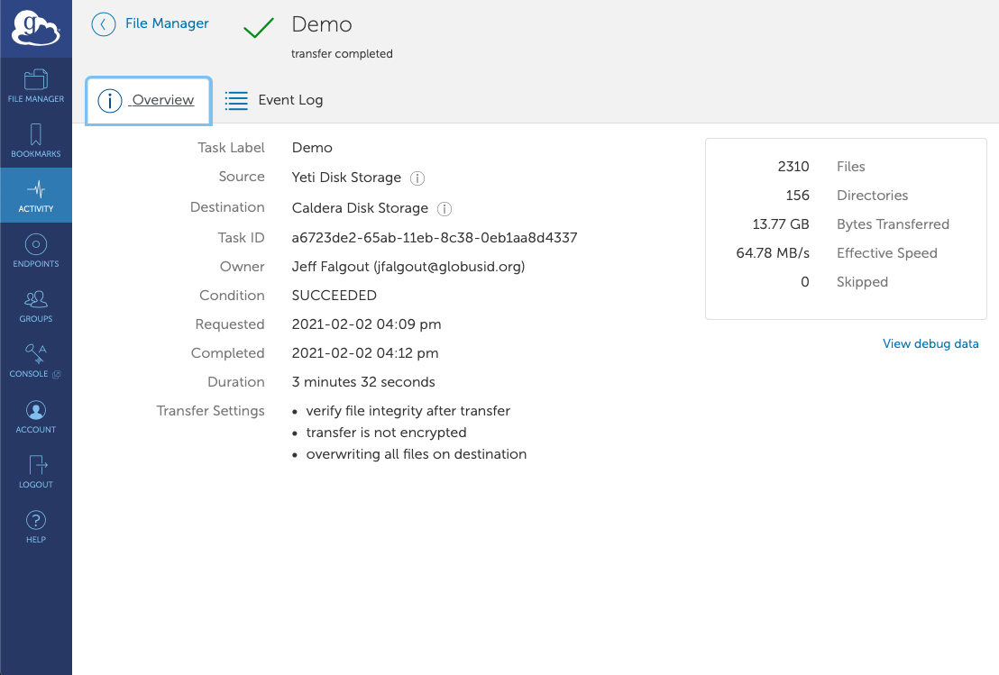 g
File Manager
Demo
transfer completed
FILE MANAGER
BOOKMARKS
ACTIVITY
ENDPOINTS
GROUPS
CONSOLE
ACCOUNT
LOGOUT
?
HELP
i Overview
Event Log
Task Label Demo
Source Yeti Disk Storage i
Destination Caldera Disk Storage i
Task ID a6723de2-65ab-11eb-8c38-0eb1aa8d4337
Owner Jeff Falgout (jfalgout@globusid.org)
Condition SUCCEEDED
Requested 2021-02-02 04:09 pm
Completed 2021-02-02 04:12 pm
Duration 3 minutes 32 seconds
Transfer Settings • verify file integrity after transfer
• transfer is not encrypted
• overwriting all files on destination
2310 Files
156 Directories
13.77 GB Bytes Transferred
64.78 MB/s Effective Speed
0 Skipped
View debug data